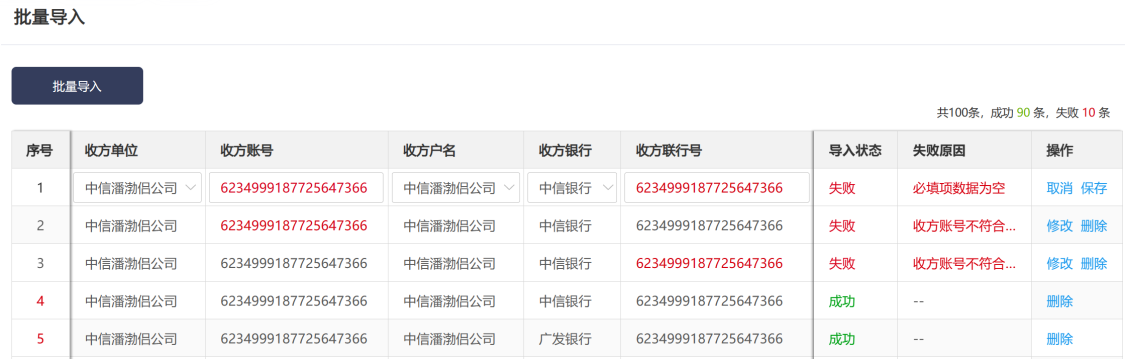 批量导入
批量导入
共100条, 成功 90 条, 失败 10 条
序号 收方单位 收方账号 收方户名 收方银行 收方联行号 导入状态 失败原因 操作
1 中信潘渤侣公司 6234999187725647366 中信潘渤侣公司 中信银行 6234999187725647366 失败 必填项数据为空 取消 保存
2 中信潘渤侣公司 6234999187725647366 中信潘渤侣公司 中信银行 6234999187725647366 失败 收方账号不符合... 修改 删除
3 中信潘渤侣公司 6234999187725647366 中信潘渤侣公司 中信银行 6234999187725647366 失败 收方账号不符合... 修改 删除
4 中信潘渤侣公司 6234999187725647366 中信潘渤侣公司 中信银行 6234999187725647366 成功 -- 删除
5 中信潘渤侣公司 6234999187725647366 中信潘渤侣公司 广发银行 6234999187725647366 成功 -- 删除